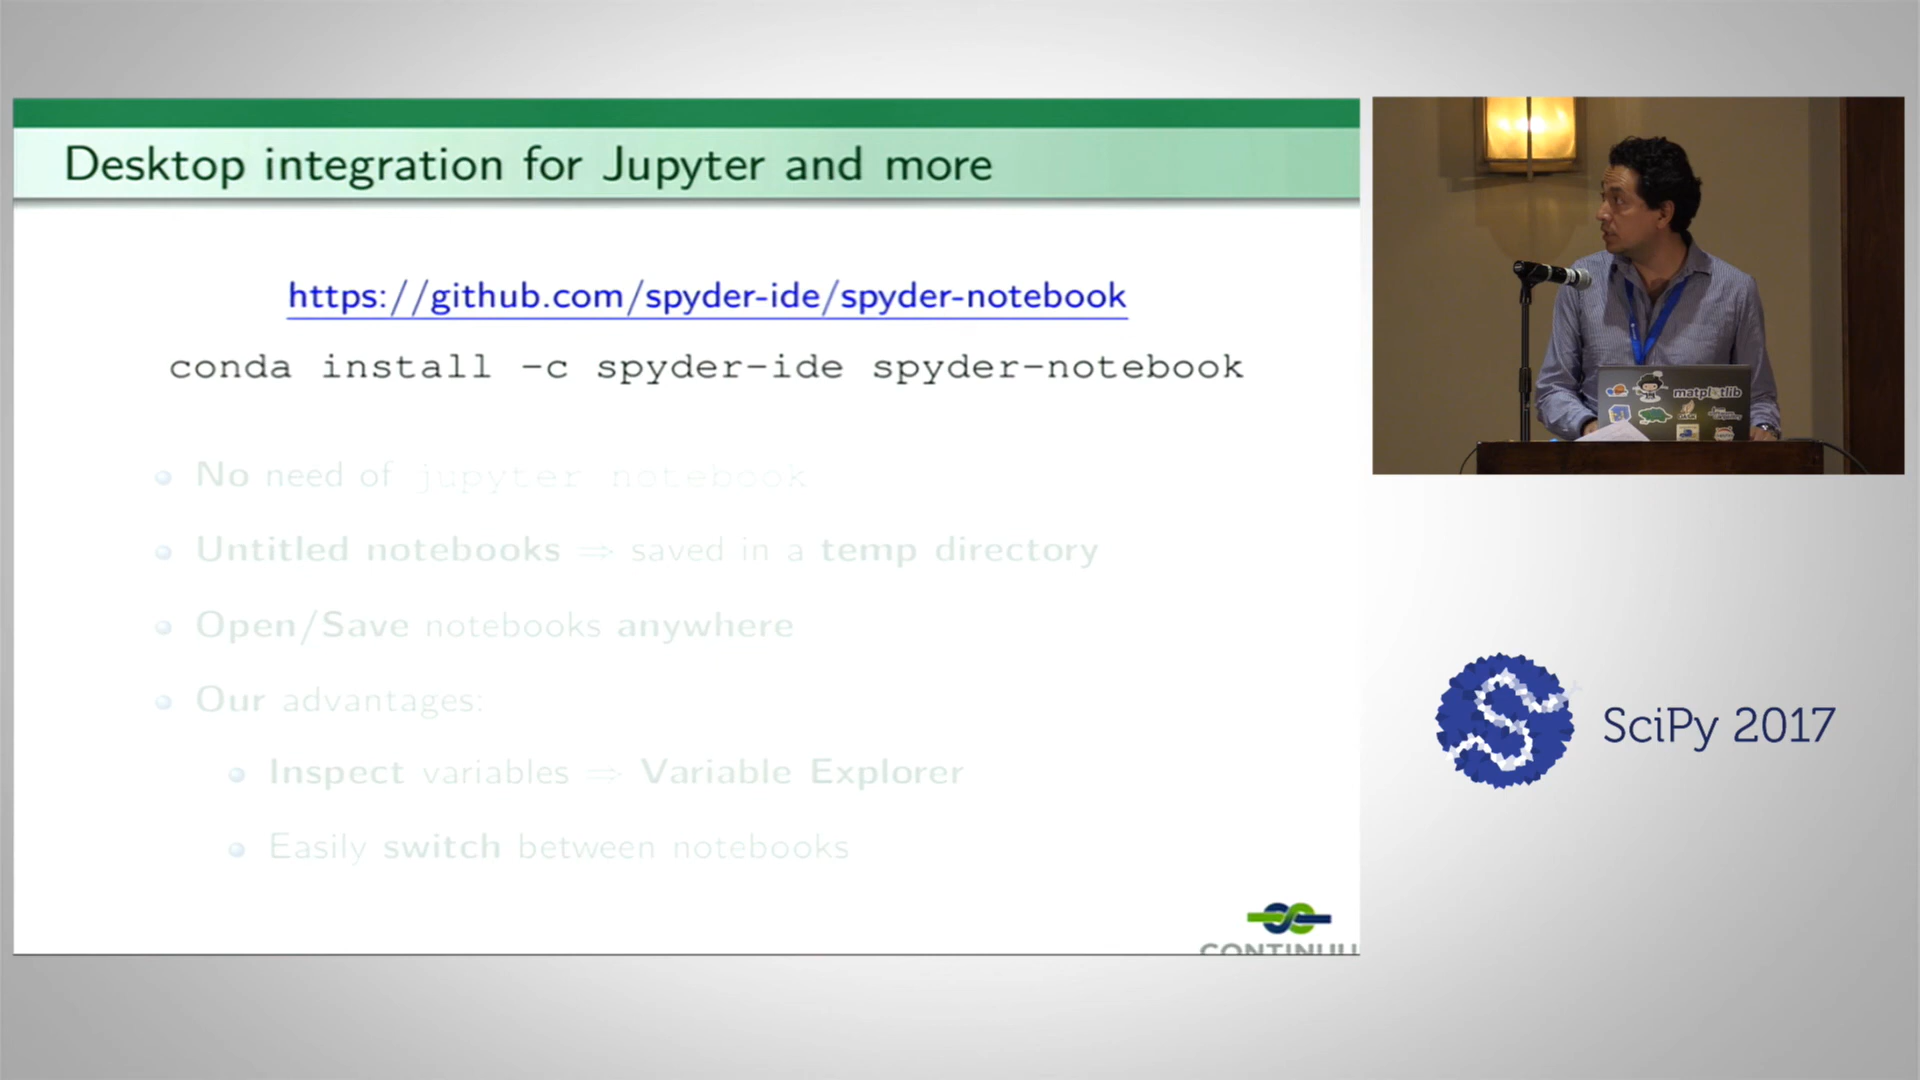 Desktop integration for Jupyter and more
https://github.com/spyder-ide/spyder-notebook
conda install -c spyder-ide spyder-notebook
No need of jupyter notebook
Untitled notebooks ⇒ saved in a temp directory
Open/Save notebooks anywhere
Our advantages:
Inspect variables ⇒ Variable Explorer
Easily switch between notebooks
matplotlib
SciPy 2017